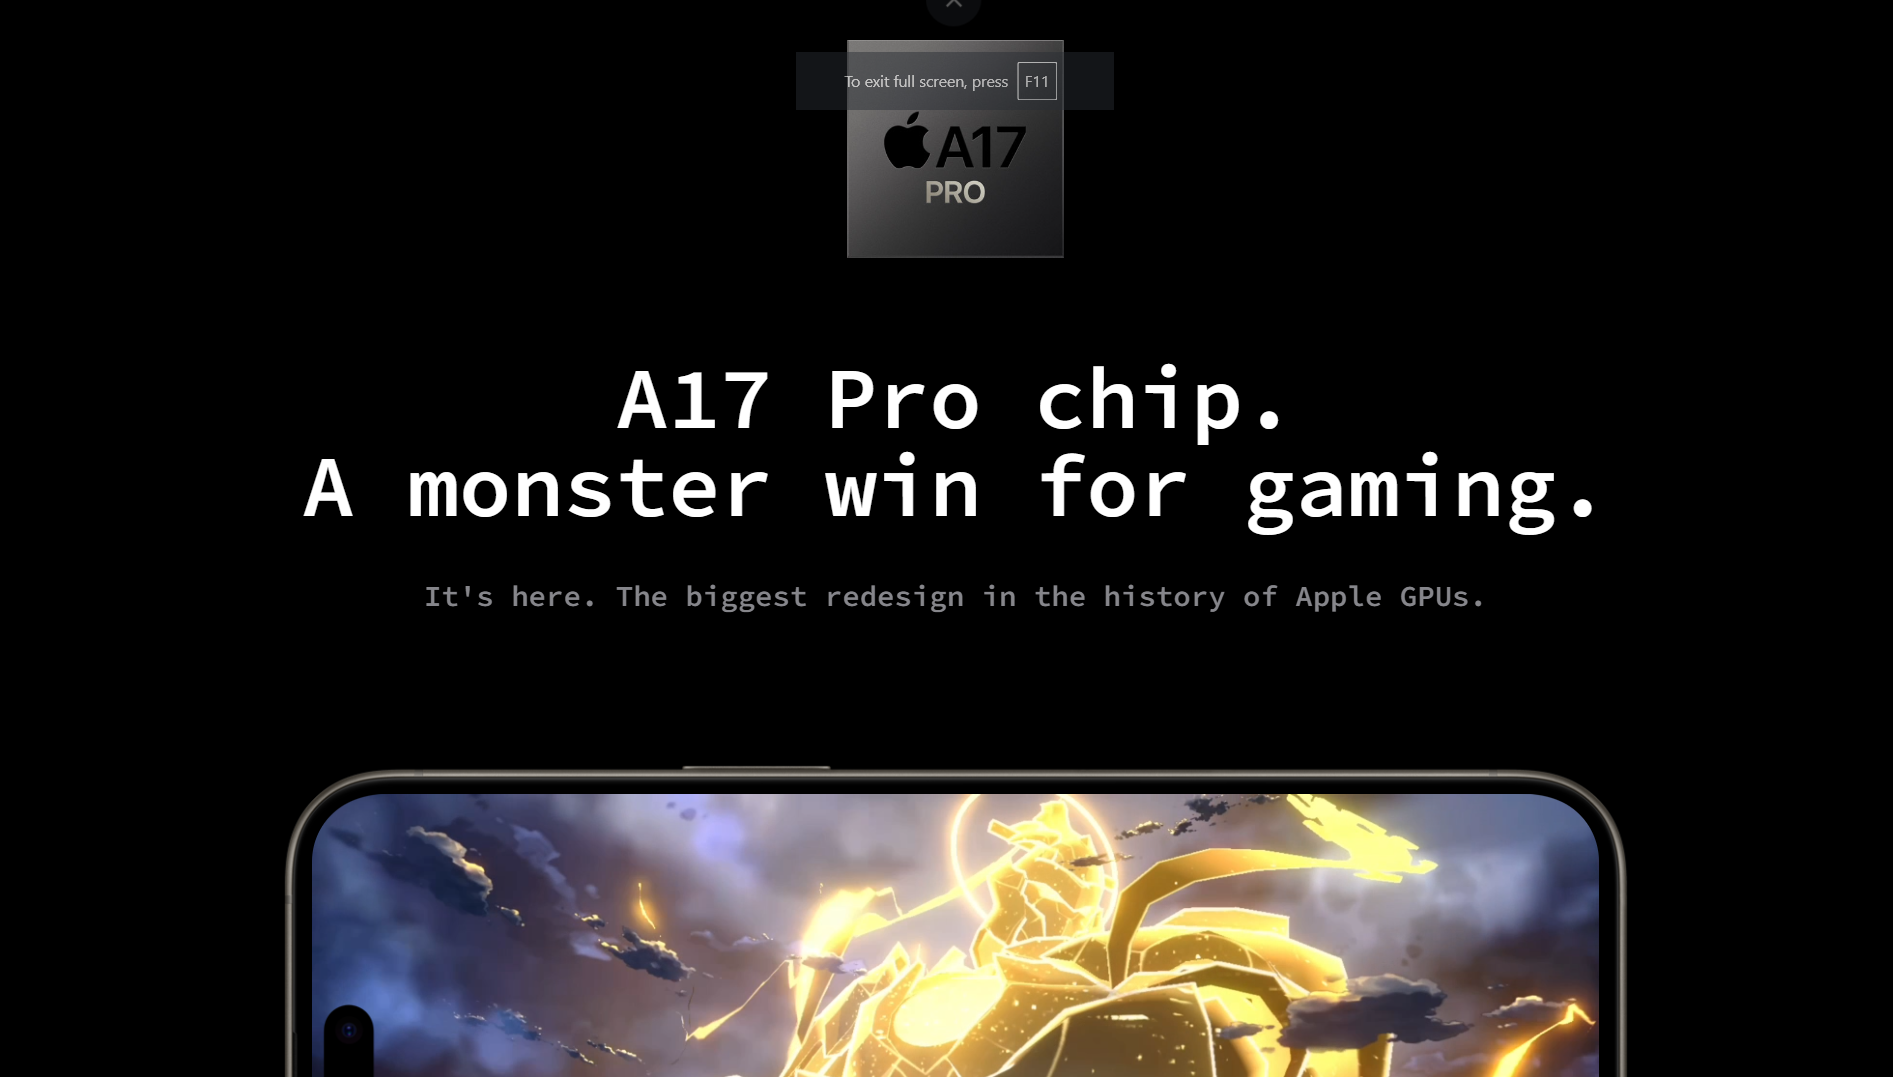 To exit full screen, press F11
A17
PRO
A17 Pro chip.
A monster win for gaming.
It's here. The biggest redesign in the history of Apple GPUs.